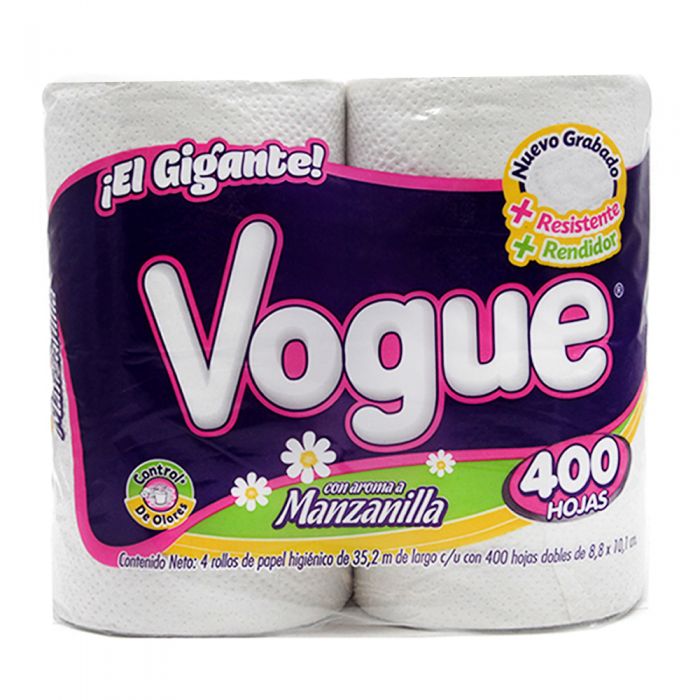 ¡El Gigante!
Nuevo Grabado
+ Resistente
+ Rendidor
Vogue®
Manzanilla
Control
De Olores
con aroma a
Manzanilla
400
HOJAS
Contenido Neto: 4 rollos de papel higiénico de 35,2 m de largo c/u con 400 hojas dobles de 8,8 x 10,1 cm.